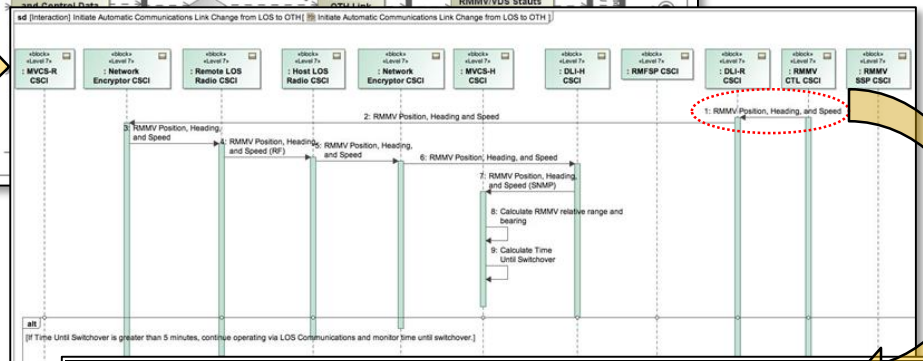 and Control Data
OTH Link
RMMV/VDS Stauts
sd [Interaction] Initiate Automatic Communications Link Change from LOS to OTH [ Initiate Automatic Communications Link Change from LOS to OTH ]
«block»
«Level 7»
: MVCS-R
CSCI
«block»
«Level 7»
: Network
Encryptor CSCI
«block»
«Level 7»
: Remote LOS
Radio CSCI
«block»
«Level 7»
: Host LOS
Radio CSCI
«block»
«Level 7»
: Network
Encryptor CSCI
«block»
«Level 7»
: MVCS-H
CSCI
«block»
«Level 7»
: DLI-H
CSCI
«block»
«Level 7»
: RMFSP CSCI
«block»
«Level 7»
: DLI-R
CSCI
«block»
«Level 7»
: RMMV
CTL CSCI
«block»
«Level 7»
: RMMV
SSP CSCI
1: RMMV Position, Heading, and Speed
2: RMMV Position, Heading and Speed
3: RMMV Position, Heading,
and Speed
4: RMMV Position, Heading,
and Speed (RF)
5: RMMV Position, Heading,
and Speed
6: RMMV Position, Heading, and Speed
7: RMMV Position, Heading,
and Speed (SNMP)
8: Calculate RMMV relative range and
bearing
9: Calculate Time
Until Switchover
alt
[If Time Until Switchover is greater than 5 minutes, continue operating via LOS Communications and monitor time until switchover.]